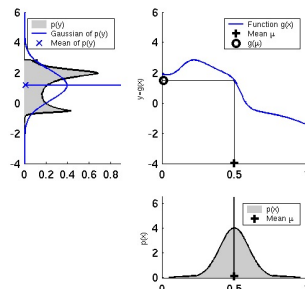 6
p(y)
Gaussian of p(y)
Mean of p(y)
4
2
0
-2
-4
0 0.2 0.4 0.6 0.8
6
Function g(x)
Mean μ
g(μ)
4
2
0
-2
-4
0 0.5 1
y=g(x)
6
p(x)
Mean μ
4
2
0
0 0.5 1
p(x)